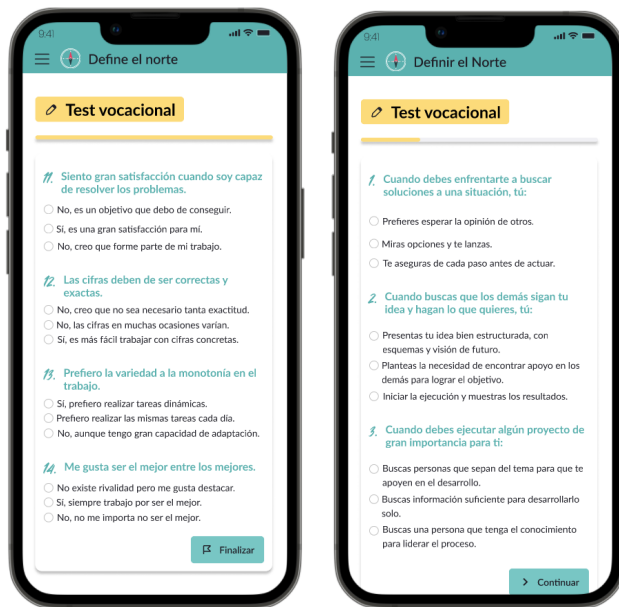 9:41
Define el norte
Test vocacional
11. Siento gran satisfacción cuando soy capaz
de resolver los problemas.
No, es un objetivo que debo de conseguir.
Sí, es una gran satisfacción para mí.
No, creo que forme parte de mi trabajo.
12. Las cifras deben de ser correctas y
exactas.
No, creo que no sea necesario tanta exactitud.
No, las cifras en muchas ocasiones varían.
Sí, es más fácil trabajar con cifras concretas.
13. Prefiero la variedad a la monotonía en el
trabajo.
Sí, prefiero realizar tareas dinámicas.
Prefiero realizar las mismas tareas cada día.
No, aunque tengo gran capacidad de adaptación.
14. Me gusta ser el mejor entre los mejores.
No existe rivalidad pero me gusta destacar.
Sí, siempre trabajo por ser el mejor.
No, no me importa no ser el mejor.
Finalizar
9:41
Definir el Norte
Test vocacional
1. Cuando debes enfrentarte a buscar
soluciones a una situación, tú:
Prefieres esperar la opinión de otros.
Miras opciones y te lanzas.
Te aseguras de cada paso antes de actuar.
2. Cuando buscas que los demás sigan tu
idea y hagan lo que quieres, tú:
Presentas tu idea bien estructurada, con
esquemas y visión de futuro.
Planteas la necesidad de encontrar apoyo en los
demás para lograr el objetivo.
Iniciar la ejecución y muestras los resultados.
3. Cuando debes ejecutar algún proyecto de
gran importancia para ti:
Buscas personas que sepan del tema para que te
apoyen en el desarrollo.
Buscas información suficiente para desarrollarlo
solo.
Buscas una persona que tenga el conocimiento
para liderar el proceso.
Continuar